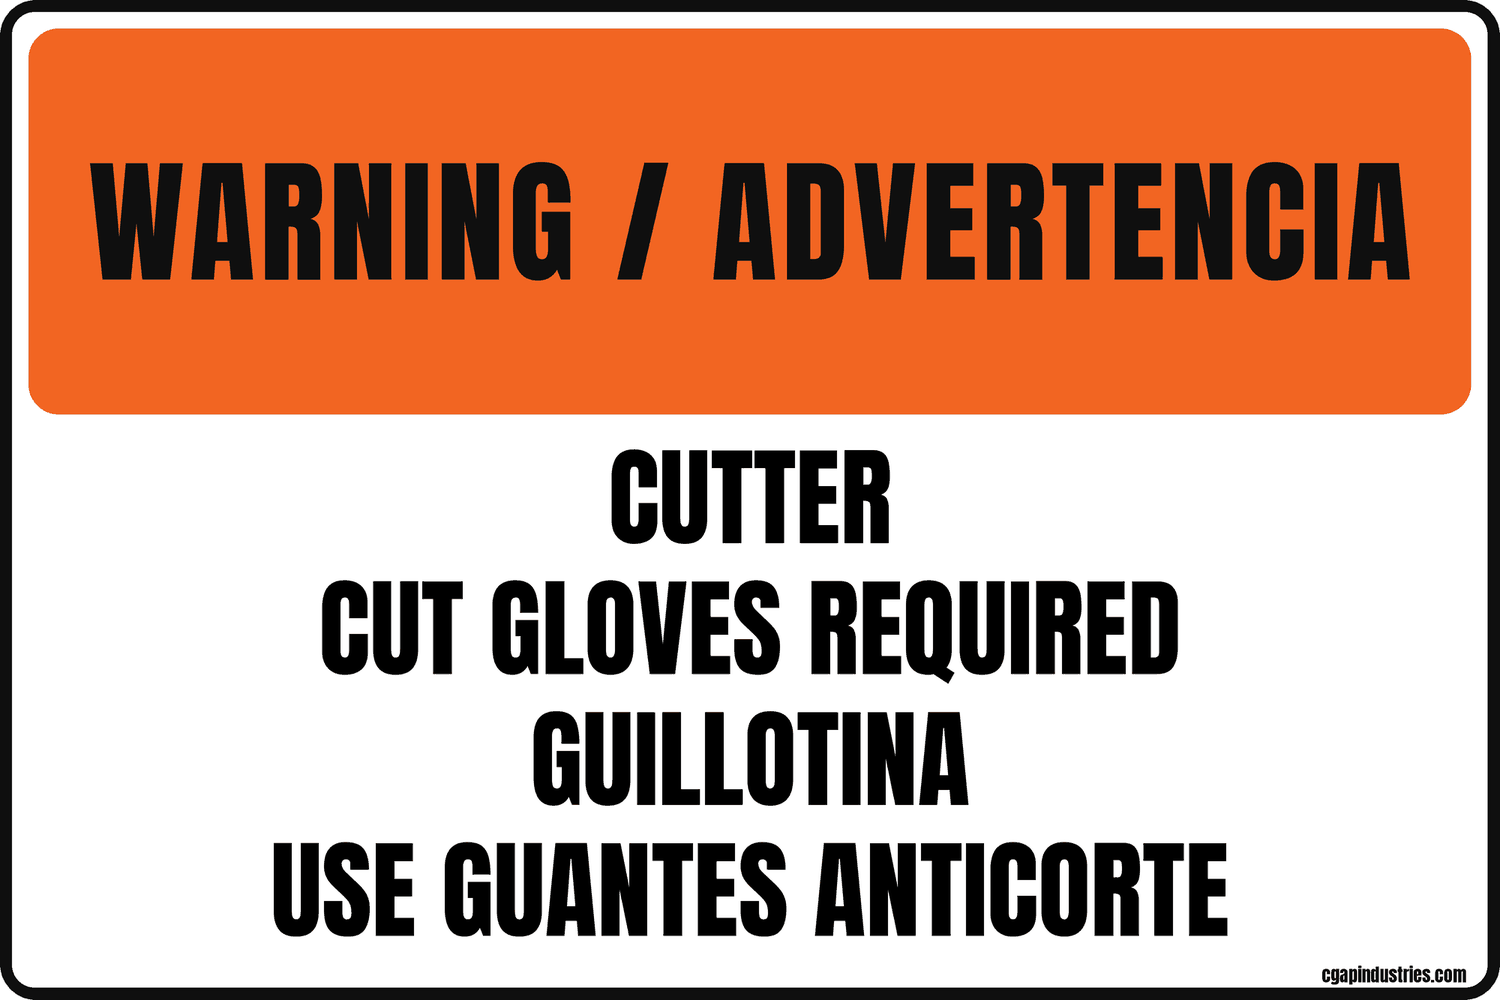 WARNING / ADVERTENCIA
CUTTER
CUT GLOVES REQUIRED
GUILLOTINA
USE GUANTES ANTICORTE
cgapindustries.com